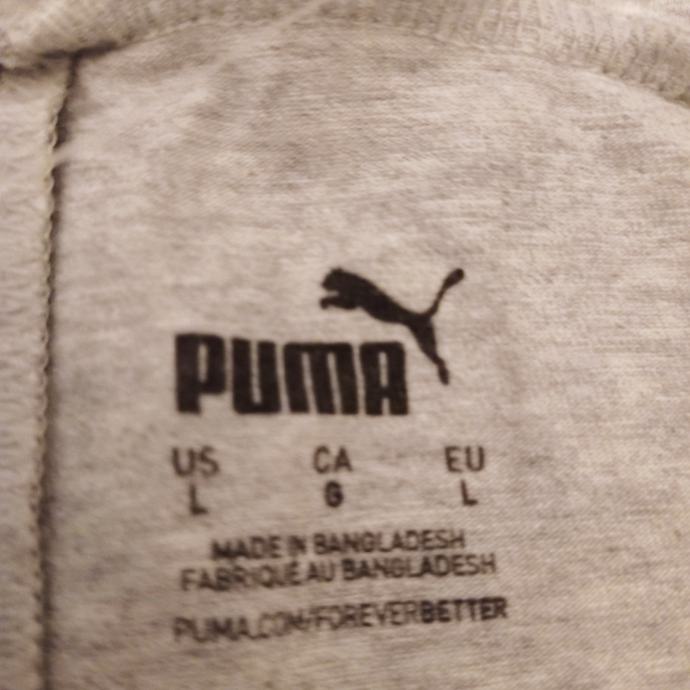 PUMA
US CA EU
L G L
MADE IN BANGLADESH
FABRIQUÉ AU BANGLADESH
PUMA.COM/FOREVERBETTER